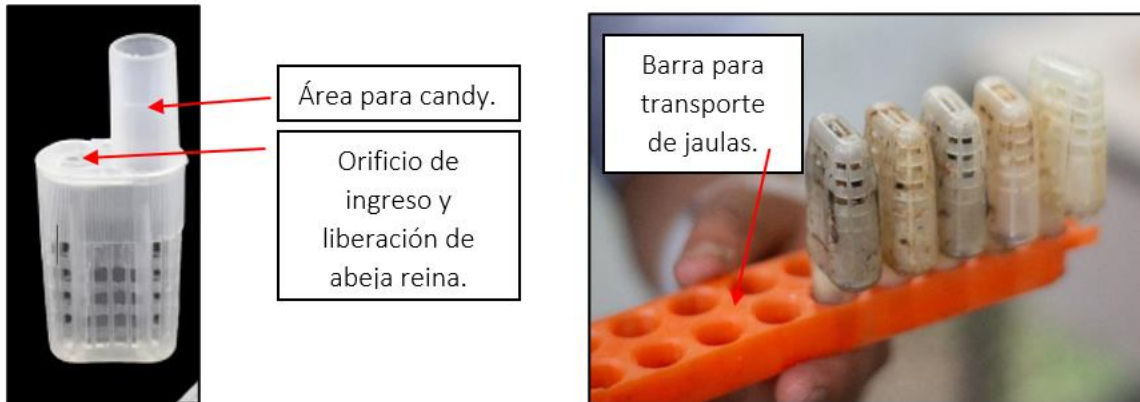 Área para candy.
Orificio de
ingreso y
liberación de
abeja reina.
Barra para
transporte
de jaulas.